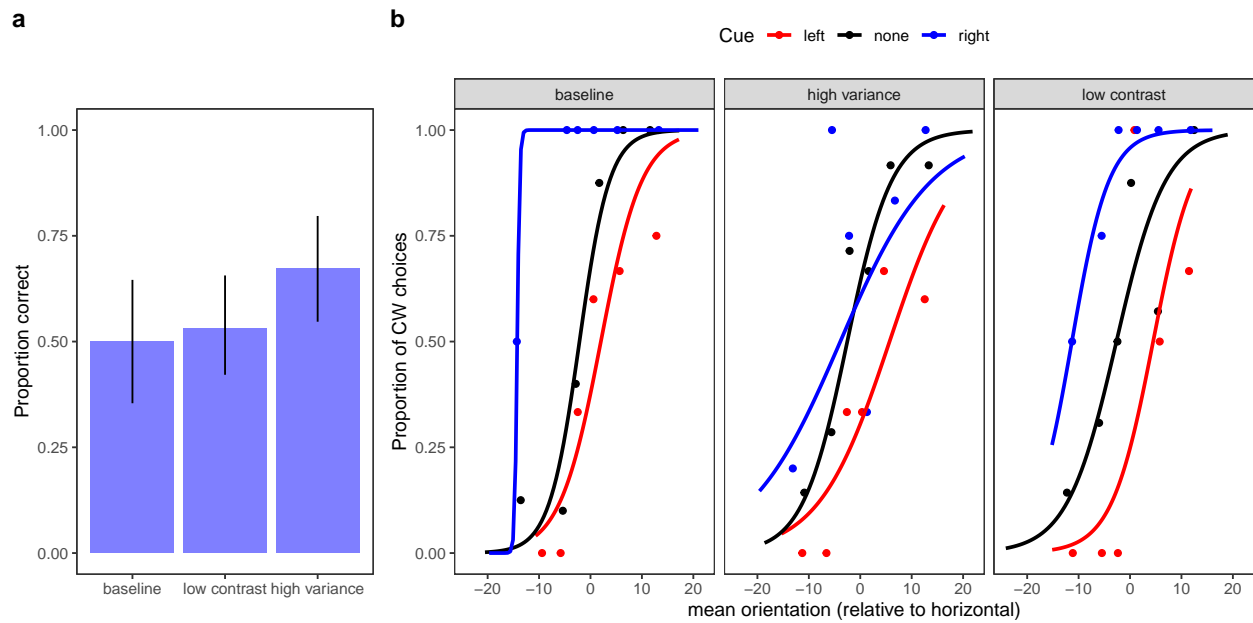 a
Proportion correct
1.00
0.75
0.50
0.25
0.00
baseline low contrast high variance
b
Cue left none right
baseline high variance low contrast
Proportion of CW choices
1.00
0.75
0.50
0.25
0.00
−20 −10 0 10 20 −20 −10 0 10 20 −20 −10 0 10 20
mean orientation (relative to horizontal)